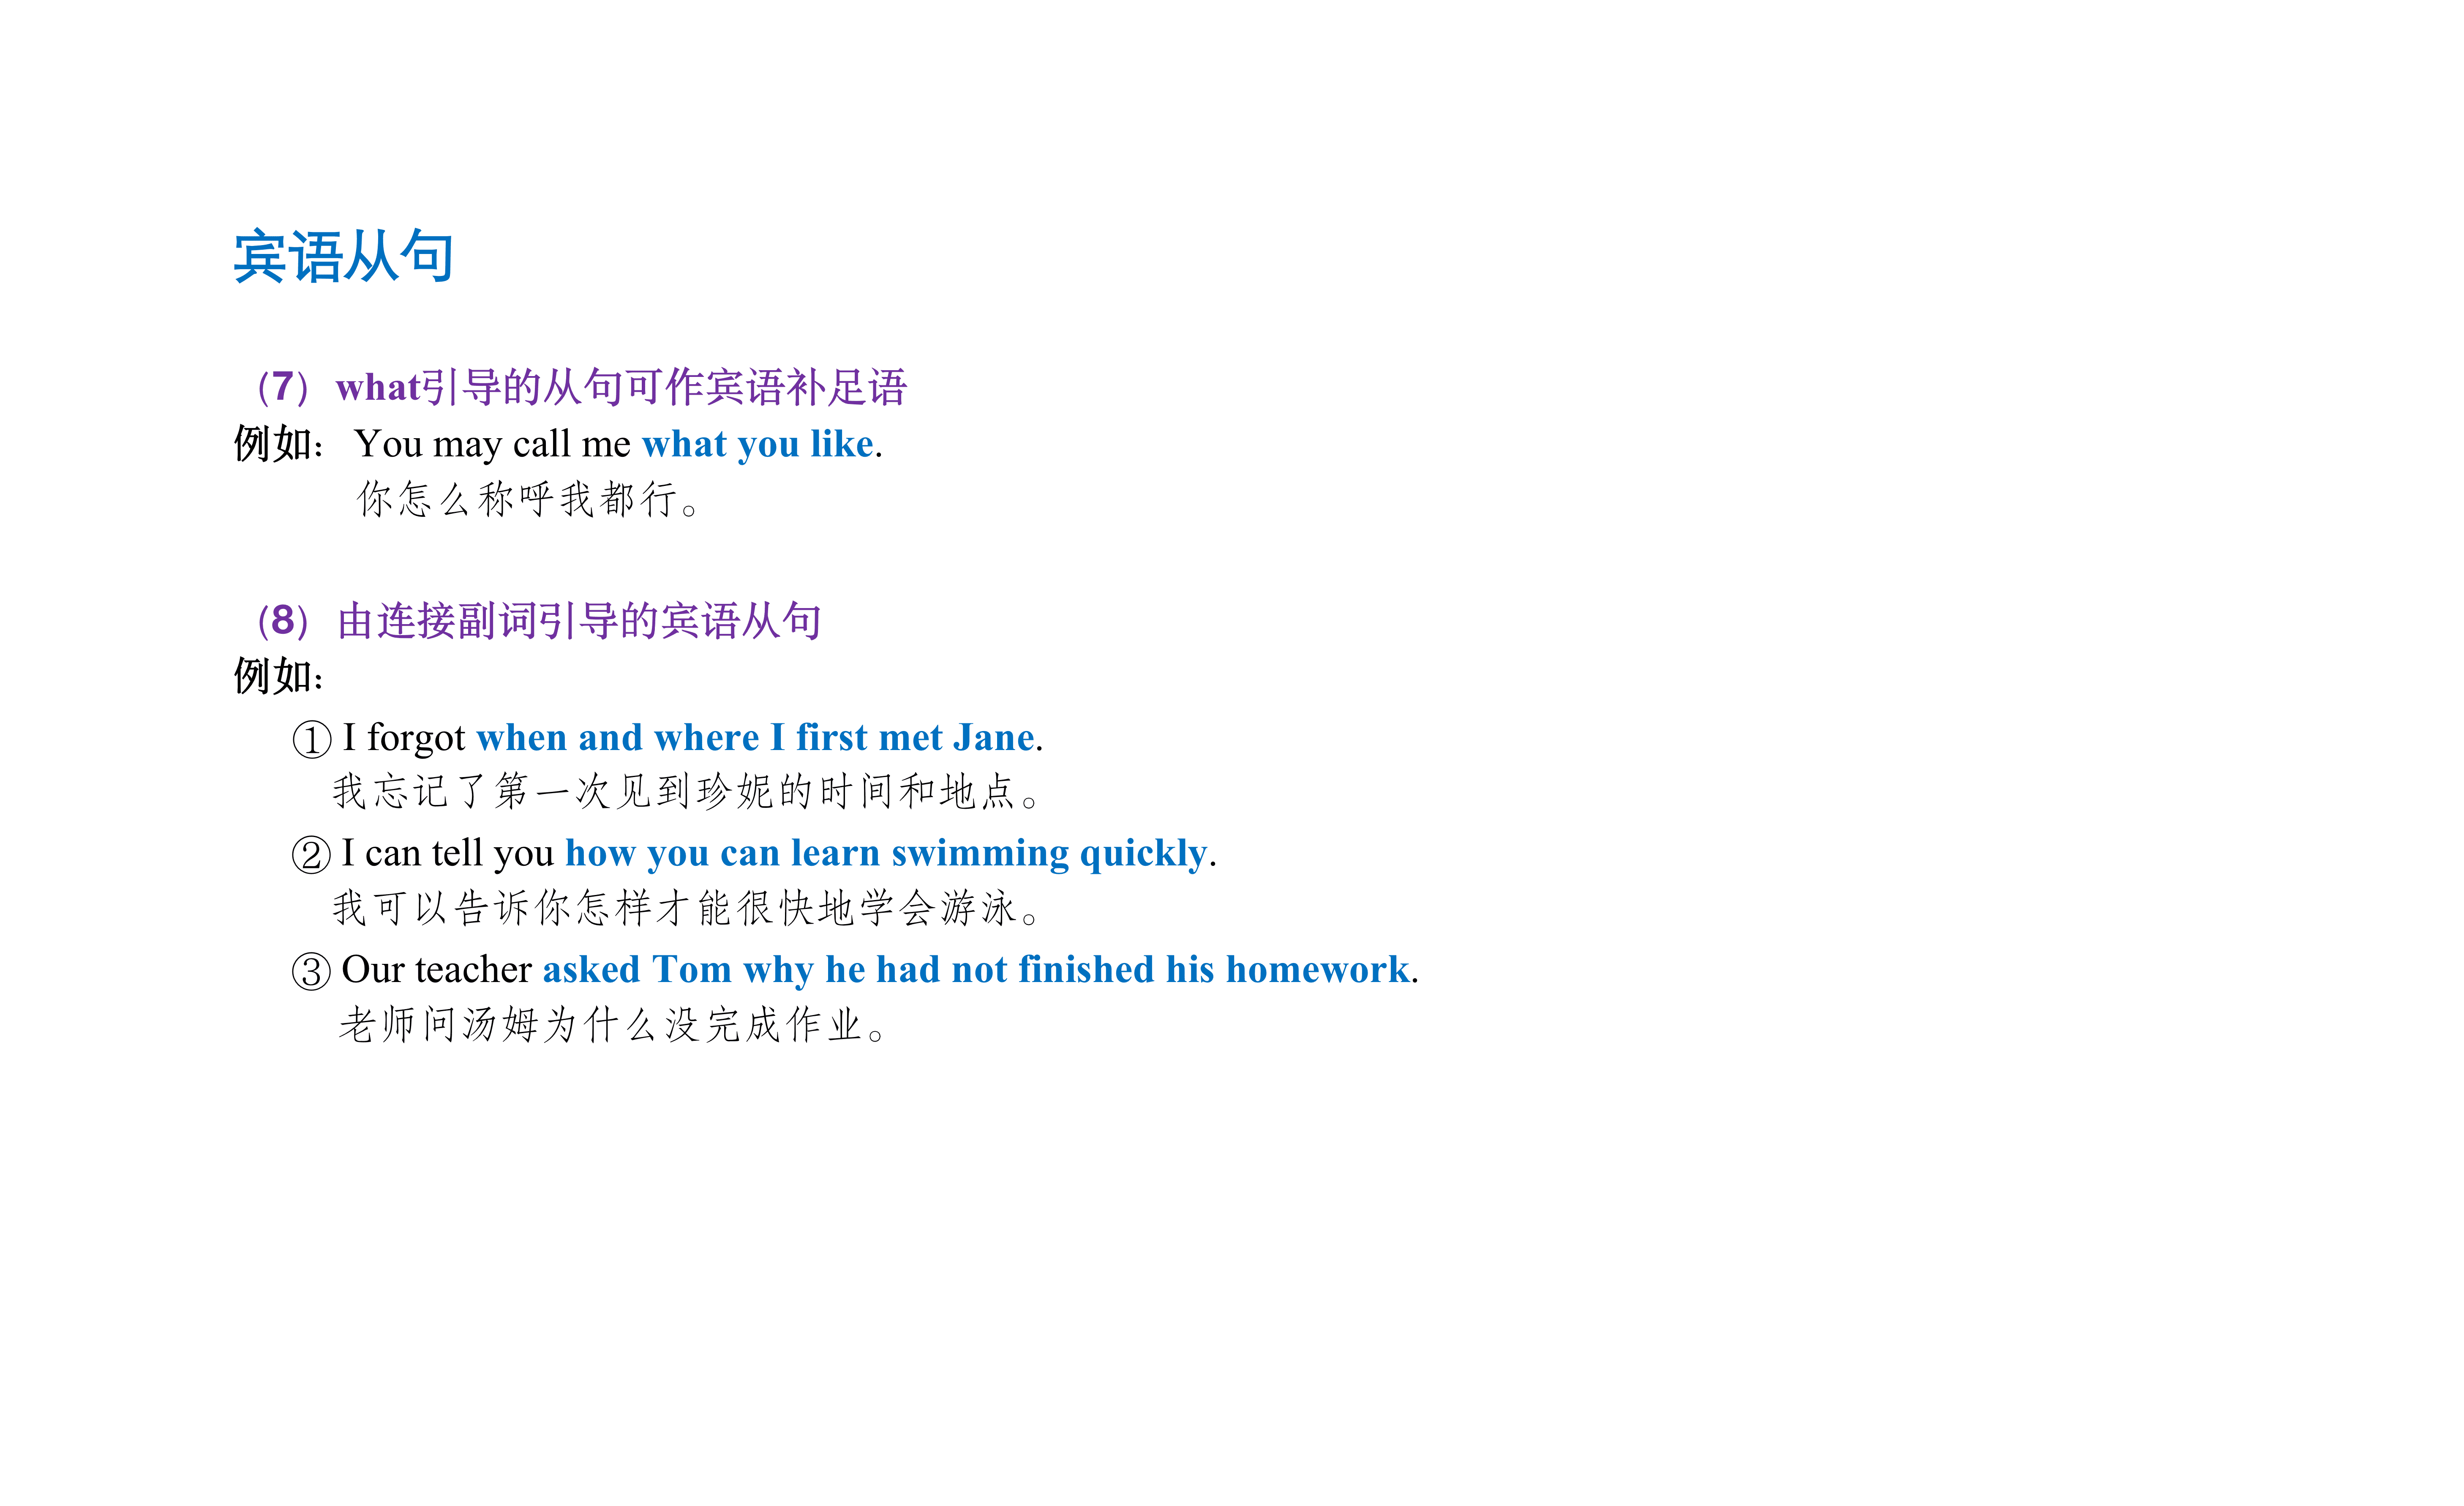 宾语从句
（7）what引导的从句可作宾语补足语
例如： You may call me what you like.
你怎么称呼我都行。
（8）由连接副词引导的宾语从句
例如：
① I forgot when and where I first met Jane.
我忘记了第一次见到珍妮的时间和地点。
② I can tell you how you can learn swimming quickly.
我可以告诉你怎样才能很快地学会游泳。
③ Our teacher asked Tom why he had not finished his homework.
老师问汤姆为什么没完成作业。